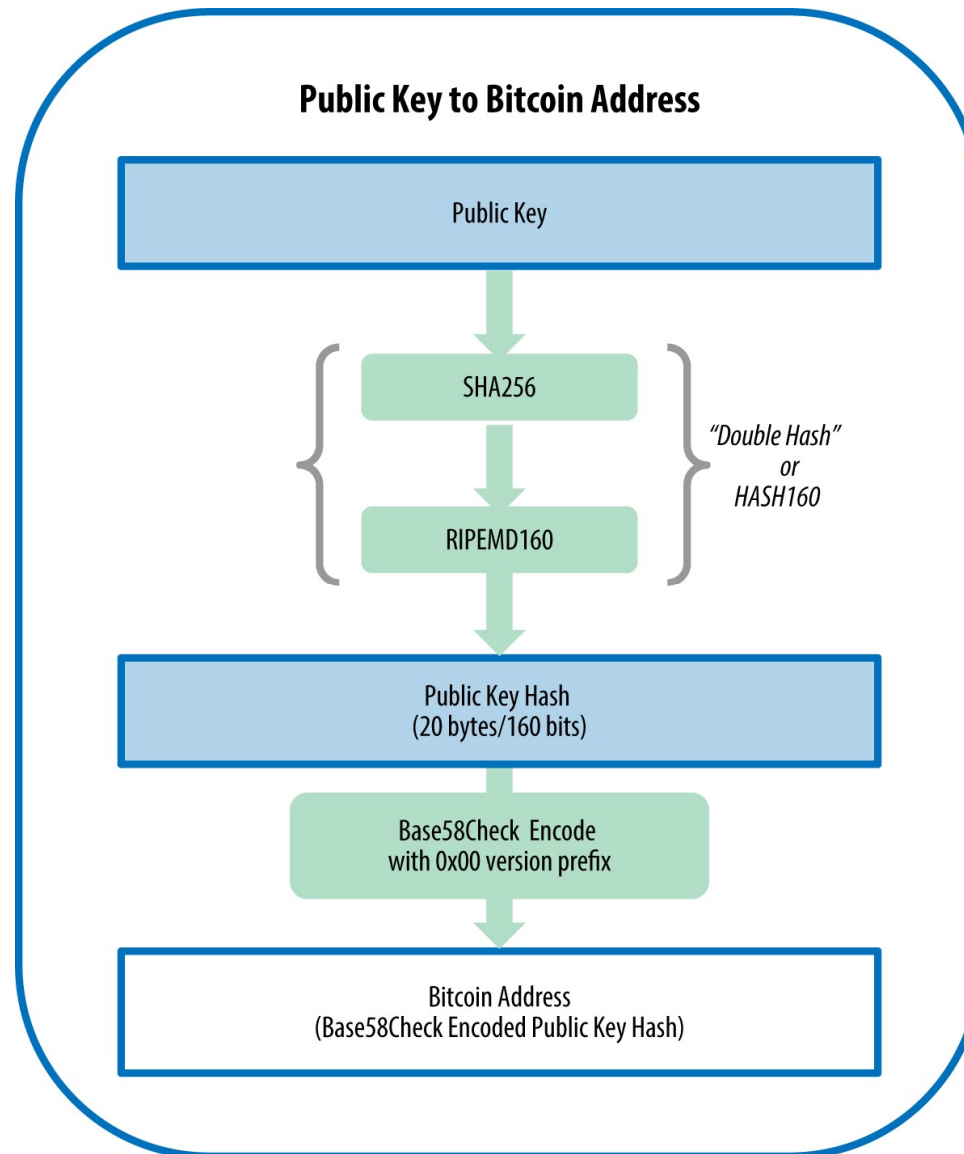 Public Key to Bitcoin Address
Public Key
SHA256
RIPEMD160
“Double Hash”
or
HASH160
Public Key Hash
(20 bytes/160 bits)
Base58Check Encode
with 0x00 version prefix
Bitcoin Address
(Base58Check Encoded Public Key Hash)